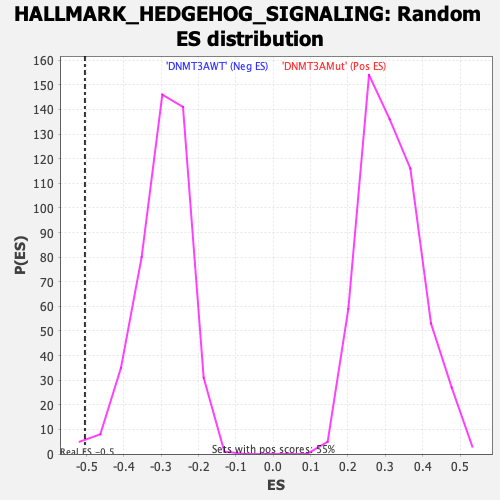 HALLMARK_HEDGEHOG_SIGNALING: Random
ES distribution
'DNMT3AWT' (Neg ES) 'DNMT3AMut' (Pos ES)
160
150
140
130
120
110
100
90
80
70
60
50
40
30
20
10
0
P(ES)
Real ES -0.5
Sets with pos scores: 55%
-0.5 -0.4 -0.3 -0.2 -0.1 0.0 0.1 0.2 0.3 0.4 0.5
ES